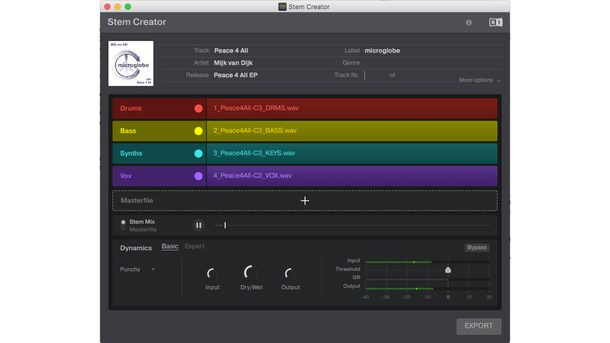 Stem Creator
Stem Creator
Track Peace 4 All Label microglobe
Artist Mijk van Dijk Genre
Release Peace 4 All EP Track Nr. of
More options
microglobe
Drums 1_Peace4All-C3_DRMS.wav
Bass 2_Peace4All-C3_BASS.wav
Synths 3_Peace4All-C3_KEYS.wav
Vox 4_Peace4All-C3_VOX.wav
Masterfile +
Stem Mix
Masterfile
Dynamics Basic Expert Bypass
Punchy
Input Dry/Wet Output
Input
Threshold
GR
Output
-40 -30 -20 -10 0 10 20
EXPORT